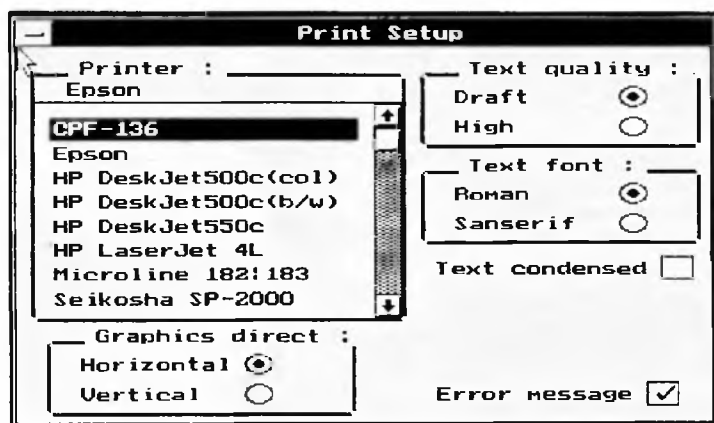 Print Setup
Printer :
Epson
CPF-136
Epson
HP DeskJet500c(col)
HP DeskJet500c(b/w)
HP DeskJet550c
HP LaserJet 4L
Microline 182¦183
Seikosha SP-2000
Graphics direct :
Horizontal
Vertical
Text quality :
Draft
High
Text font :
Roman
Sanserif
Text condensed
Error message